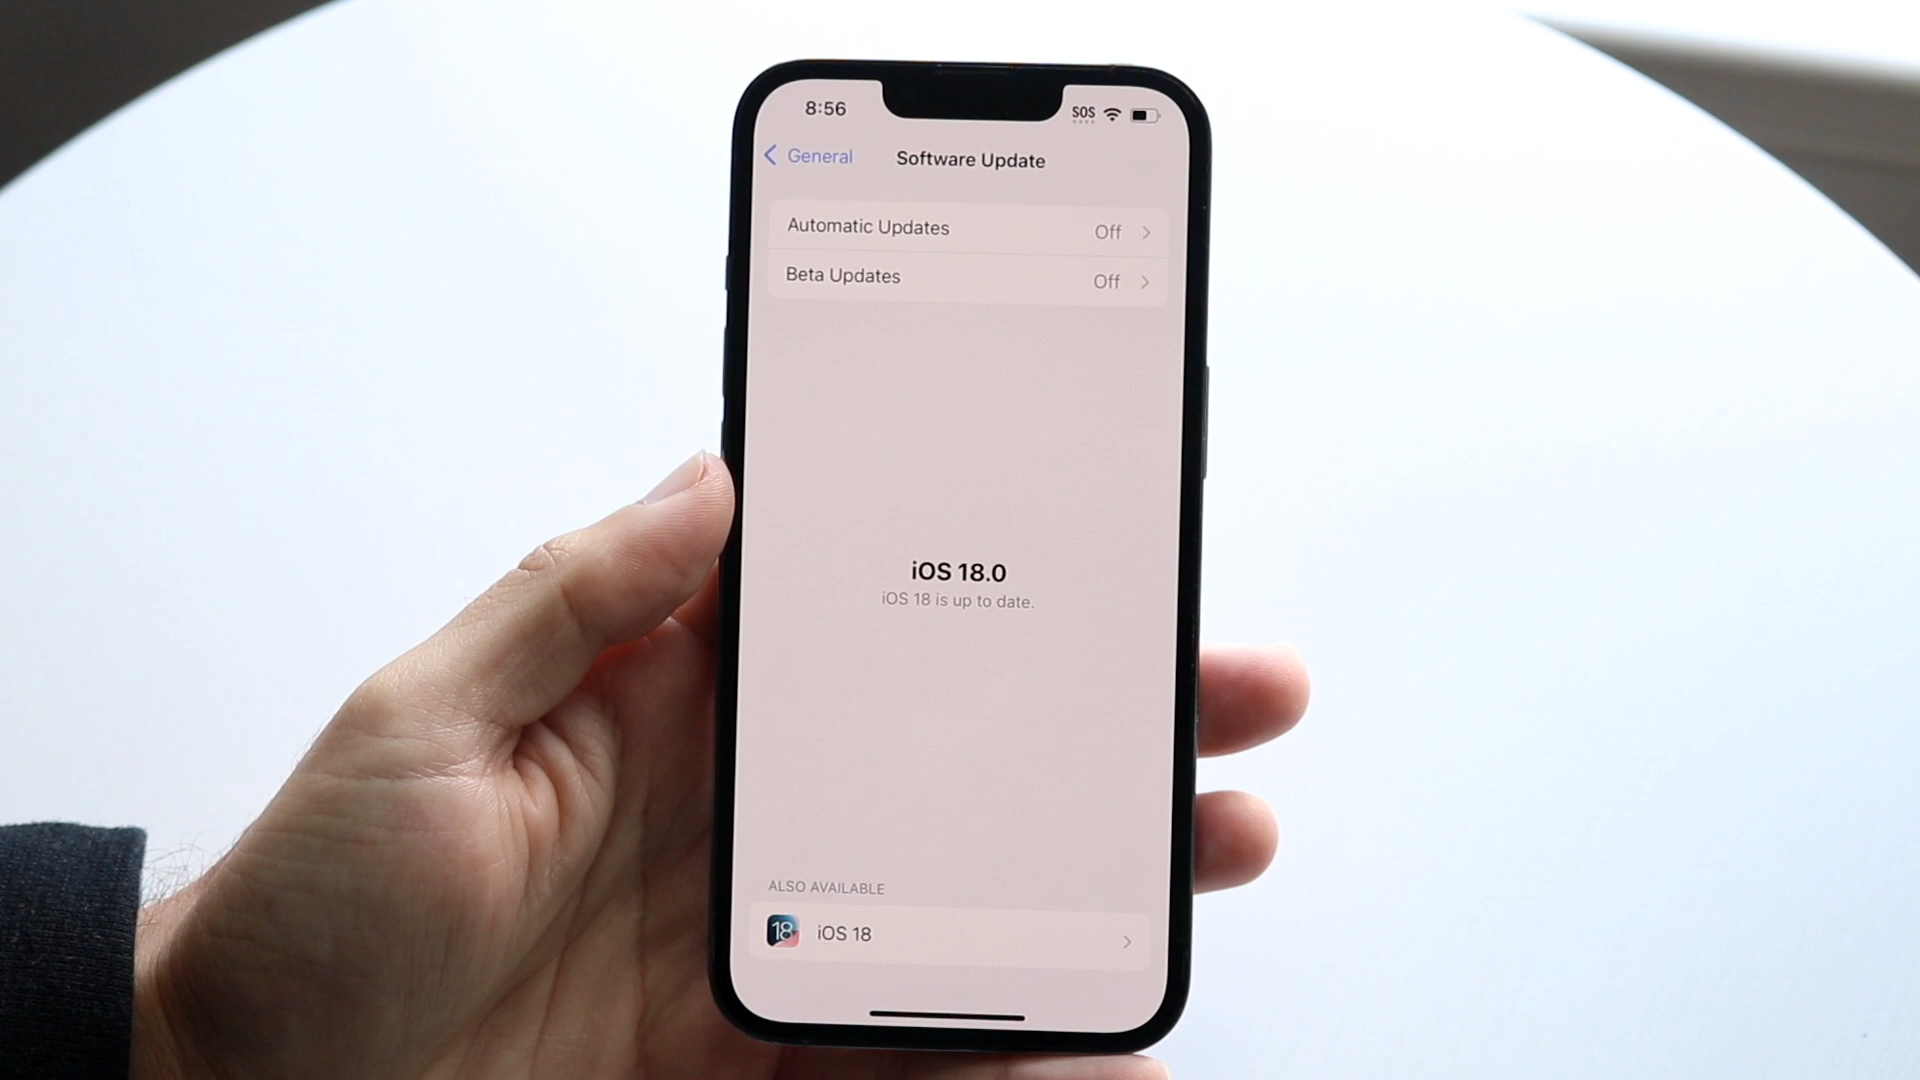 8:56 SOS
General Software Update
Automatic Updates Off
Beta Updates Off
iOS 18.0
iOS 18 is up to date.
ALSO AVAILABLE
18 iOS 18